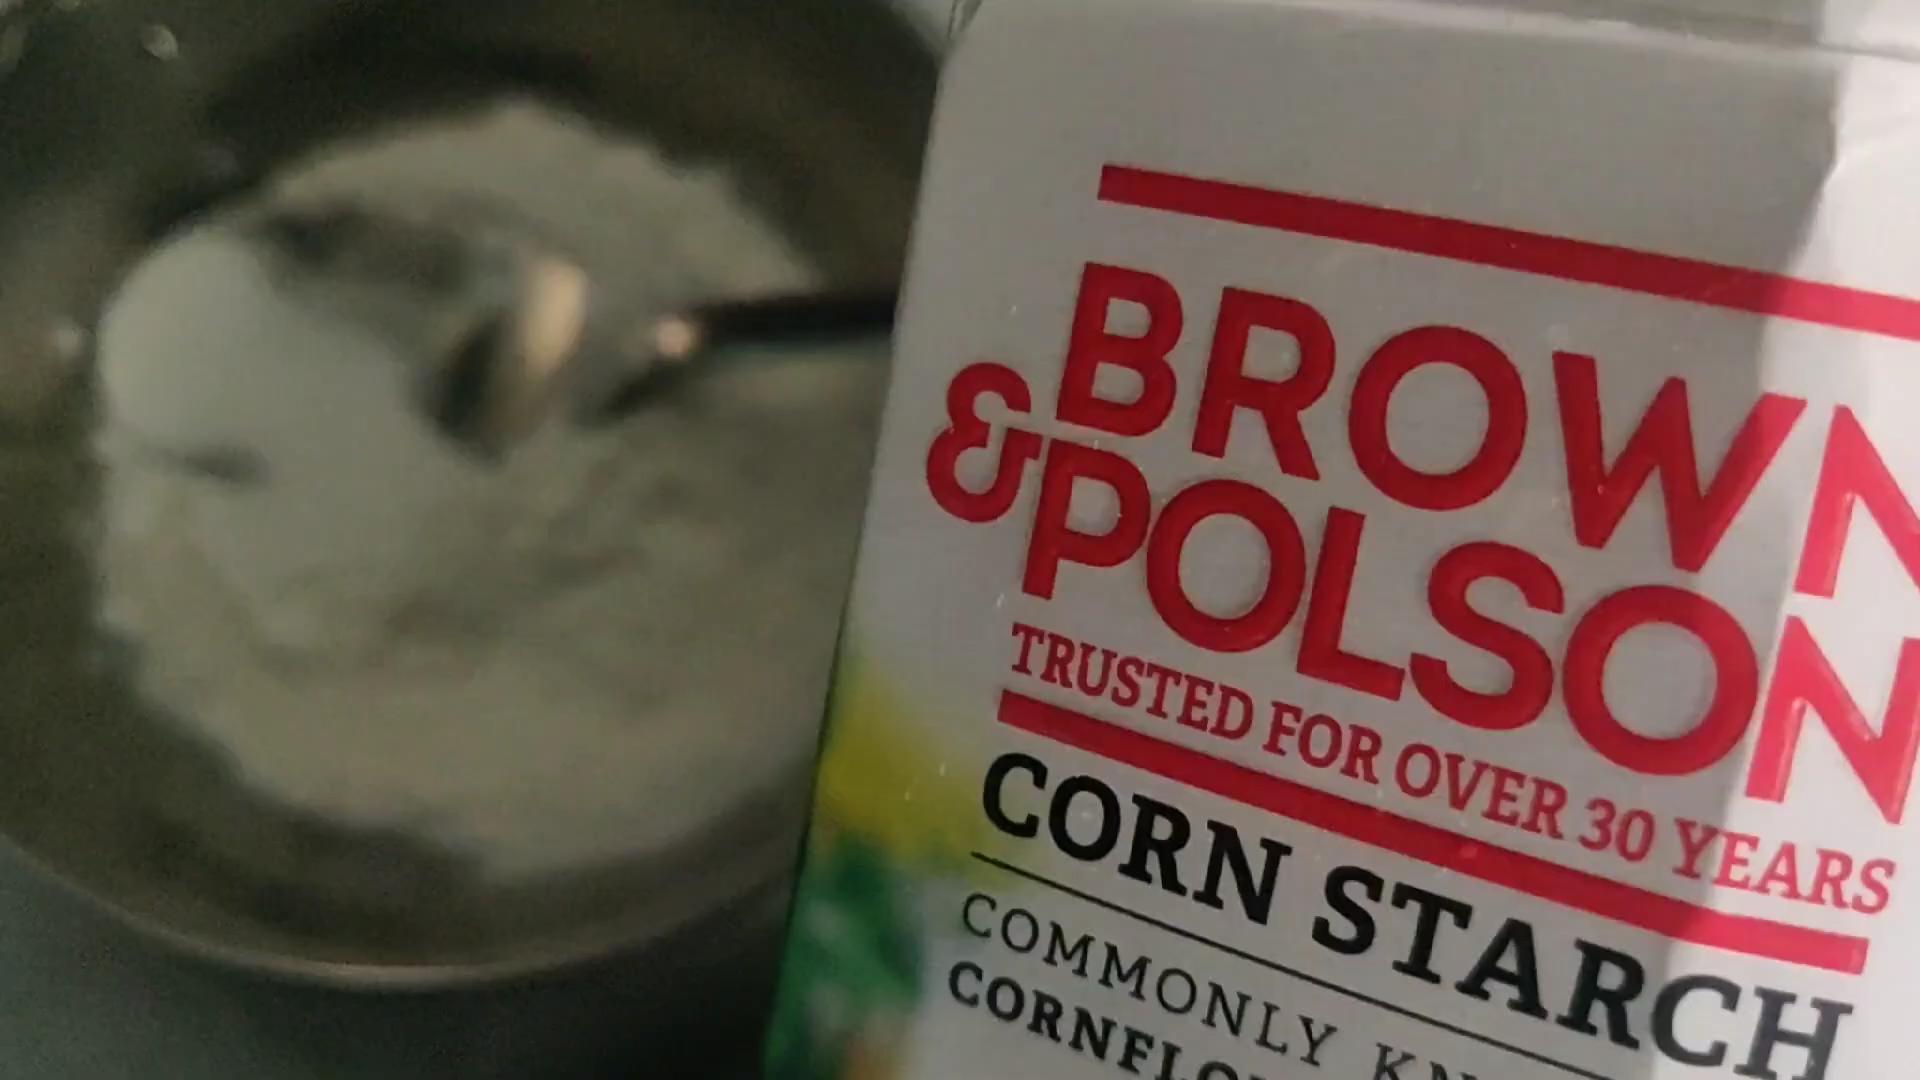 BROWN
& POLSON
TRUSTED FOR OVER 30 YEARS
CORN STARCH
COMMONLY